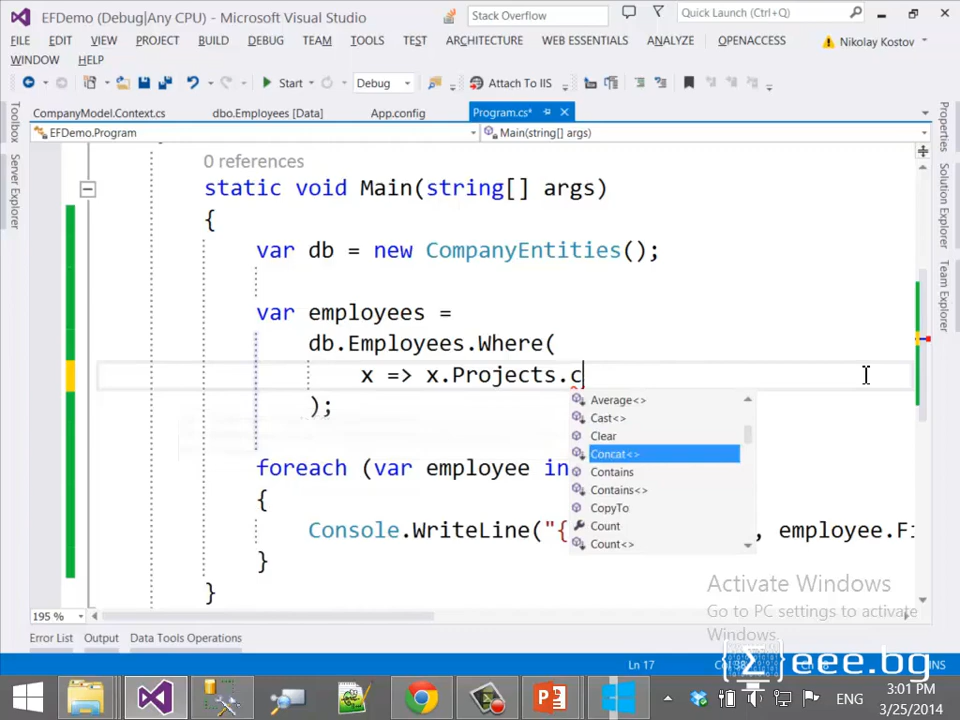 EFDemo (Debug|Any CPU) - Microsoft Visual Studio
Stack Overflow
Quick Launch (Ctrl+Q)
FILE EDIT VIEW PROJECT BUILD DEBUG TEAM TOOLS TEST ARCHITECTURE WEB ESSENTIALS ANALYZE OPENACCESS
Nikolay Kostov
WINDOW HELP
Start
Debug
Attach To IIS
CompanyModel.Context.cs dbo.Employees [Data] App.config Program.cs*
EFDemo.Program Main(string[] args)
Toolbox
Server Explorer
Properties
Solution Explorer
Team Explorer
0 references
static void Main(string[] args)
{
var db = new CompanyEntities();
var employees =
db.Employees.Where(
x => x.Projects.c
);
Average<>
Cast<>
Clear
Concat<>
Contains
Contains<>
CopyTo
Count
Count<>
foreach (var employee in
{
Console.WriteLine("{ , employee.Fi
}
}
Activate Windows
Go to PC settings to activate
Windows.
195 %
Error List Output Data Tools Operations
Ln 17
INS
eee.bg
ENG
3:01 PM
3/25/2014